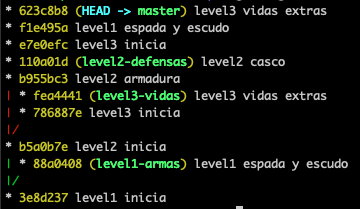 * 623c8b8 (HEAD -> master) level3 vidas extras
* f1e495a level1 espada y escudo
* e7e0efc level3 inicia
* 110a01d (level2-defensas) level2 casco
* b955bc3 level2 armadura
| * fea4441 (level3-vidas) level3 vidas extras
| * 786887e level3 inicia
|/
* b5a0b7e level2 inicia
| * 88a0408 (level1-armas) level1 espada y escudo
|/
* 3e8d237 level1 inicia